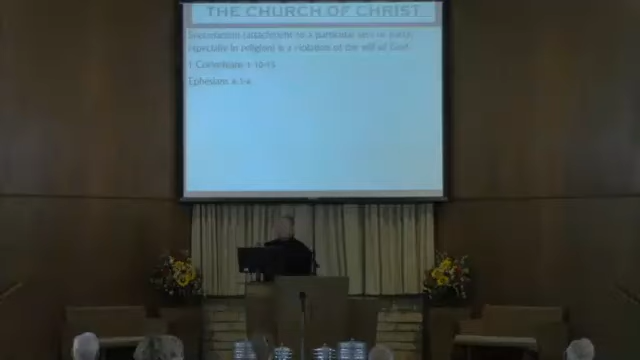 THE CHURCH OF CHRIST
(attachment to a particular sect or party,
especially in religion) is a violation of the will of God.
1 Corinthians 1:10-13
Ephesians 4:1-6